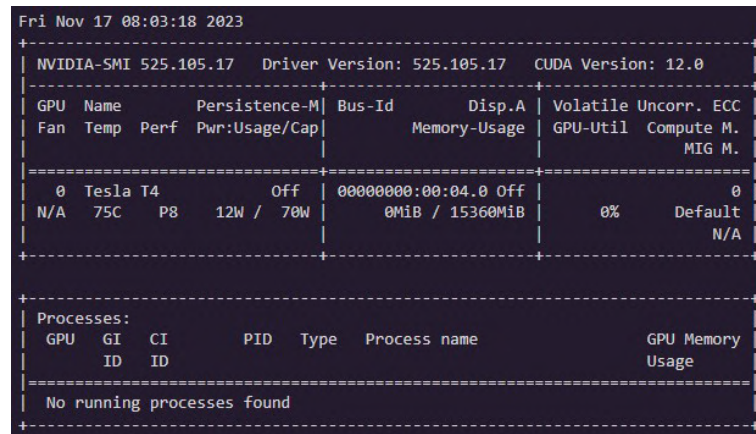 Fri Nov 17 08:03:18 2023
+-----------------------------------------------------------------------------+
| NVIDIA-SMI 525.105.17   Driver Version: 525.105.17   CUDA Version: 12.0     |
|-------------------------------+----------------------+----------------------+
| GPU  Name        Persistence-M| Bus-Id        Disp.A | Volatile Uncorr. ECC |
| Fan  Temp  Perf  Pwr:Usage/Cap|         Memory-Usage | GPU-Util  Compute M. |
|                               |                      |               MIG M. |
|===============================+======================+======================|
|   0  Tesla T4            Off  | 00000000:00:04.0 Off |                    0 |
| N/A   75C    P8    12W /  70W |      0MiB / 15360MiB |      0%      Default |
|                               |                      |                  N/A |
+-------------------------------+----------------------+----------------------+

+-----------------------------------------------------------------------------+
| Processes:                                                                  |
|  GPU   GI   CI        PID   Type   Process name                  GPU Memory |
|        ID   ID                                                   Usage      |
|=============================================================================|
|  No running processes found                                                 |
+-----------------------------------------------------------------------------+